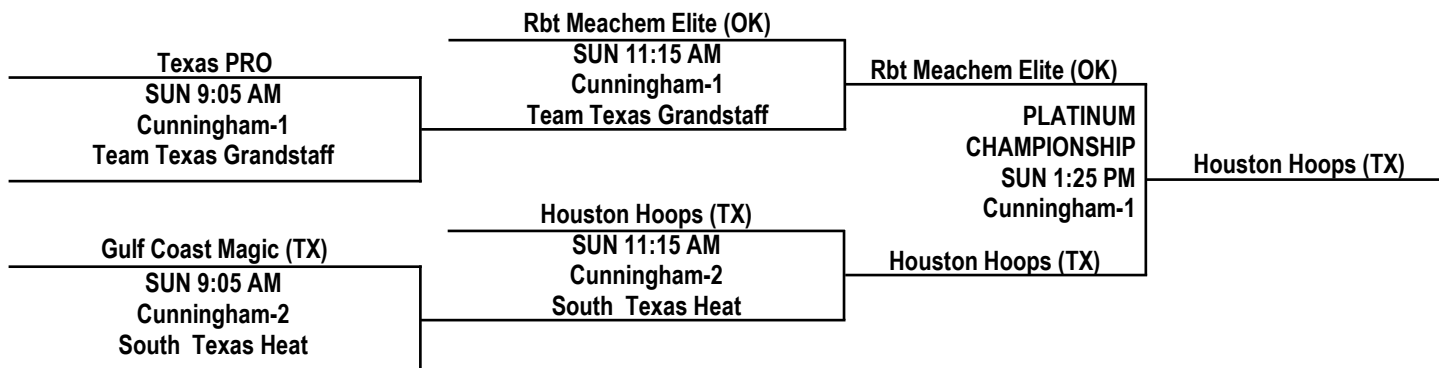 Texas PRO
SUN 9:05 AM
Cunningham-1
Team Texas Grandstaff
Gulf Coast Magic (TX)
SUN 9:05 AM
Cunningham-2
South Texas Heat
Rbt Meachem Elite (OK)
SUN 11:15 AM
Cunningham-1
Team Texas Grandstaff
Houston Hoops (TX)
SUN 11:15 AM
Cunningham-2
South Texas Heat
Rbt Meachem Elite (OK)
PLATINUM
CHAMPIONSHIP
SUN 1:25 PM
Cunningham-1
Houston Hoops (TX)
Houston Hoops (TX)